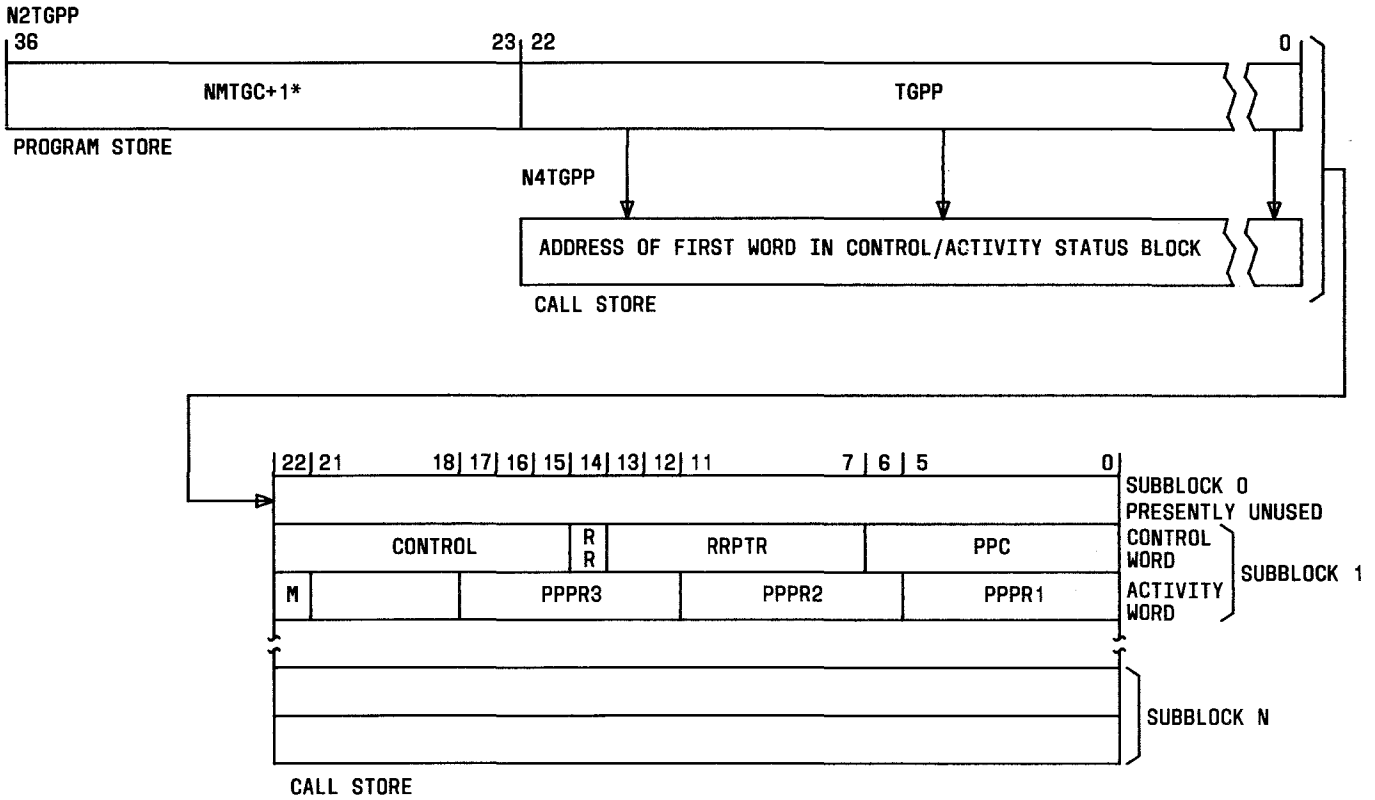 N2TGPP
36 23 22 0
NMTGC+1* TGPP
PROGRAM STORE
N4TGPP
ADDRESS OF FIRST WORD IN CONTROL/ACTIVITY STATUS BLOCK
CALL STORE
22 21 18 17 16 15 14 13 12 11 7 6 5 0
SUBBLOCK 0
PRESENTLY UNUSED
CONTROL R R RRPTR PPC CONTROL WORD
SUBBLOCK 1
M PPPR3 PPPR2 PPPR1 ACTIVITY WORD
SUBBLOCK N
CALL STORE